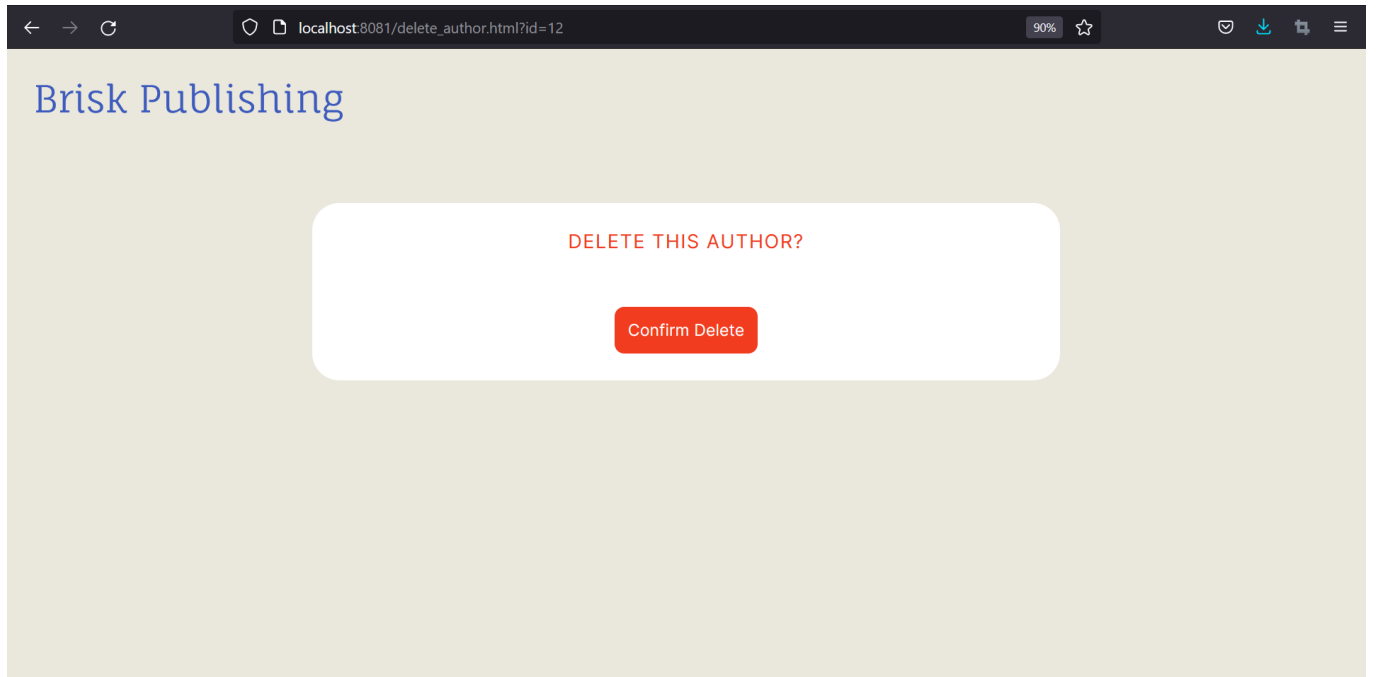 localhost:8081/delete_author.html?id=12
90%
Brisk Publishing
DELETE THIS AUTHOR?
Confirm Delete